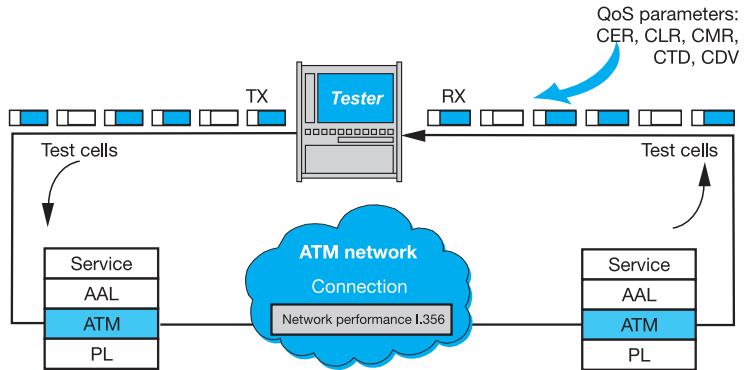 QoS parameters:
CER, CLR, CMR,
CTD, CDV
TX
Tester
RX
Test cells
Test cells
ATM network
Connection
Network performance I.356
Service
AAL
ATM
PL
Service
AAL
ATM
PL